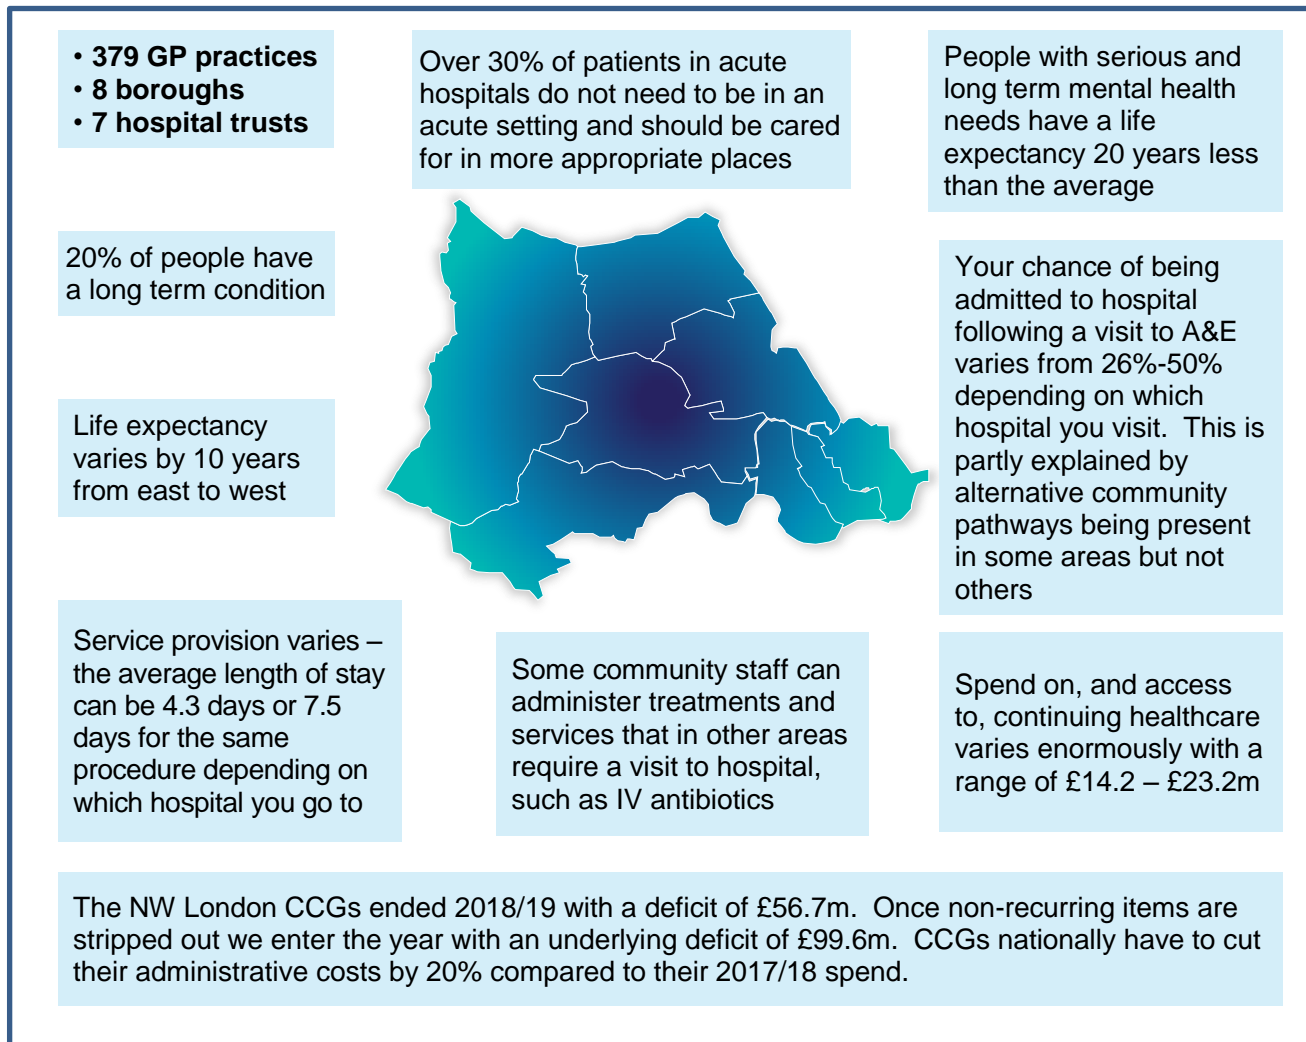 • 379 GP practices
• 8 boroughs
• 7 hospital trusts
Over 30% of patients in acute
hospitals do not need to be in an
acute setting and should be cared
for in more appropriate places
People with serious and
long term mental health
needs have a life
expectancy 20 years less
than the average
20% of people have
a long term condition
Your chance of being
admitted to hospital
following a visit to A&E
varies from 26%-50%
depending on which
hospital you visit.  This is
partly explained by
alternative community
pathways being present
in some areas but not
others
Life expectancy
varies by 10 years
from east to west
Service provision varies –
the average length of stay
can be 4.3 days or 7.5
days for the same
procedure depending on
which hospital you go to
Some community staff can
administer treatments and
services that in other areas
require a visit to hospital,
such as IV antibiotics
Spend on, and access
to, continuing healthcare
varies enormously with a
range of £14.2 – £23.2m
The NW London CCGs ended 2018/19 with a deficit of £56.7m.  Once non-recurring items are
stripped out we enter the year with an underlying deficit of £99.6m.  CCGs nationally have to cut
their administrative costs by 20% compared to their 2017/18 spend.